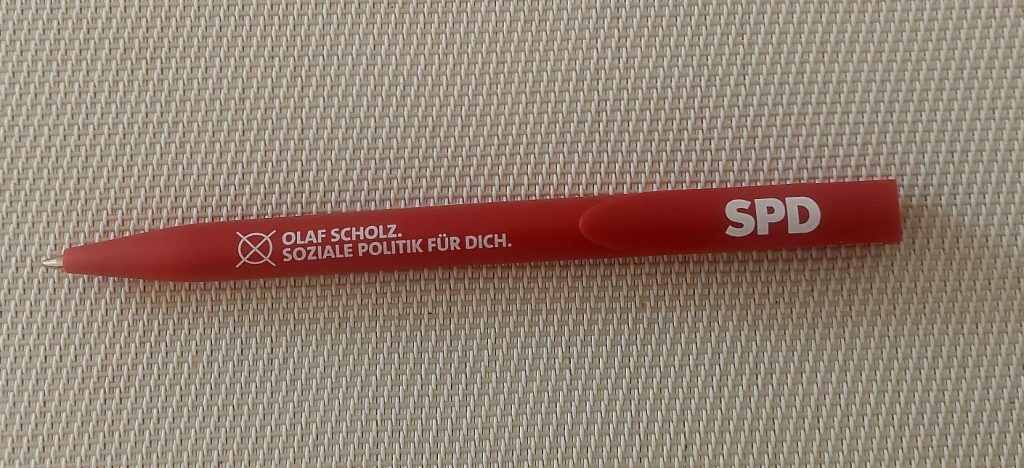 OLAF SCHOLZ.
SOZIALE POLITIK FÜR DICH.
SPD